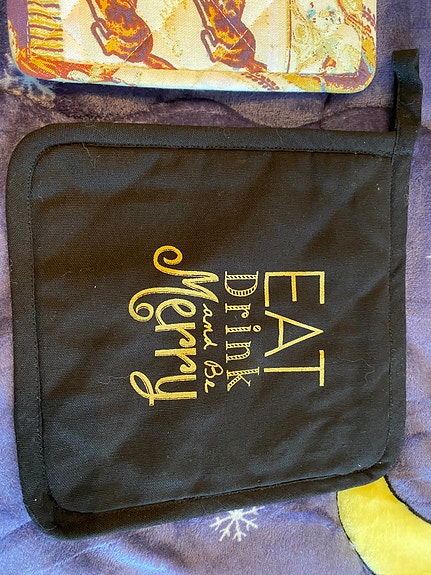 EAT
Drink
and Be
Merry